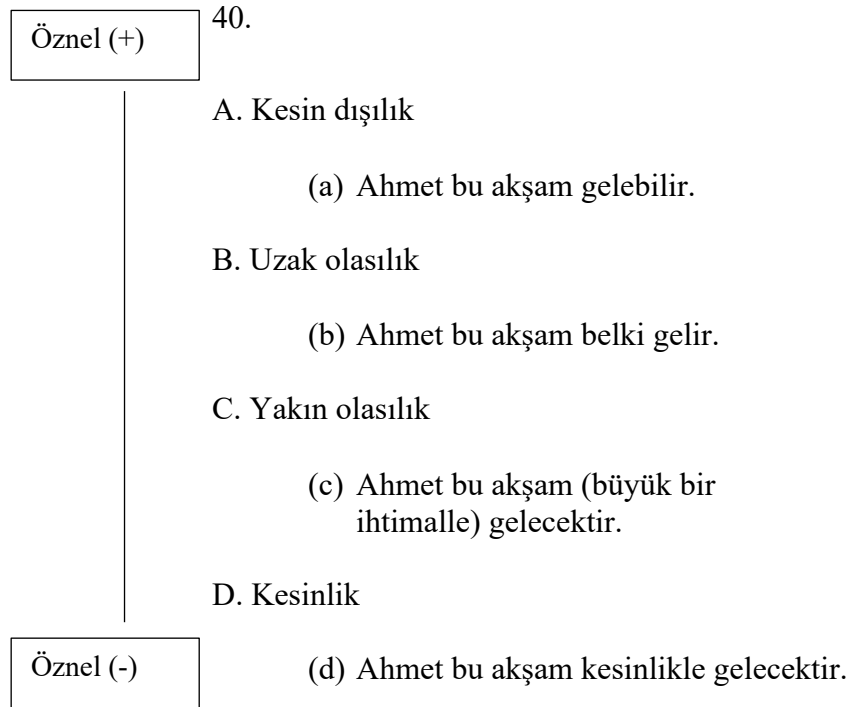 Öznel (+)
40.
A. Kesin dışılık
(a) Ahmet bu akşam gelebilir.
B. Uzak olasılık
(b) Ahmet bu akşam belki gelir.
C. Yakın olasılık
(c) Ahmet bu akşam (büyük bir
ihtimalle) gelecektir.
D. Kesinlik
Öznel (-)
(d) Ahmet bu akşam kesinlikle gelecektir.